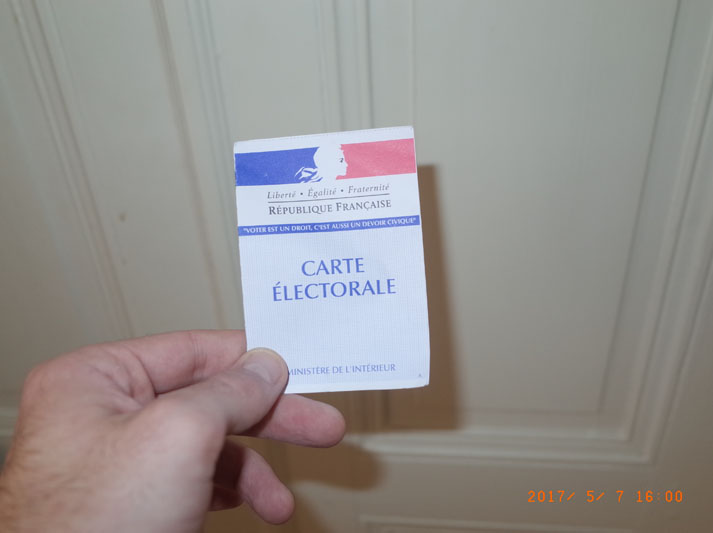 Liberté • Égalité • Fraternité
RÉPUBLIQUE FRANÇAISE
"VOTER EST UN DROIT, C'EST AUSSI UN DEVOIR CIVIQUE"
CARTE
ÉLECTORALE
MINISTÈRE DE L'INTÉRIEUR
2017/ 5/ 7 16:00